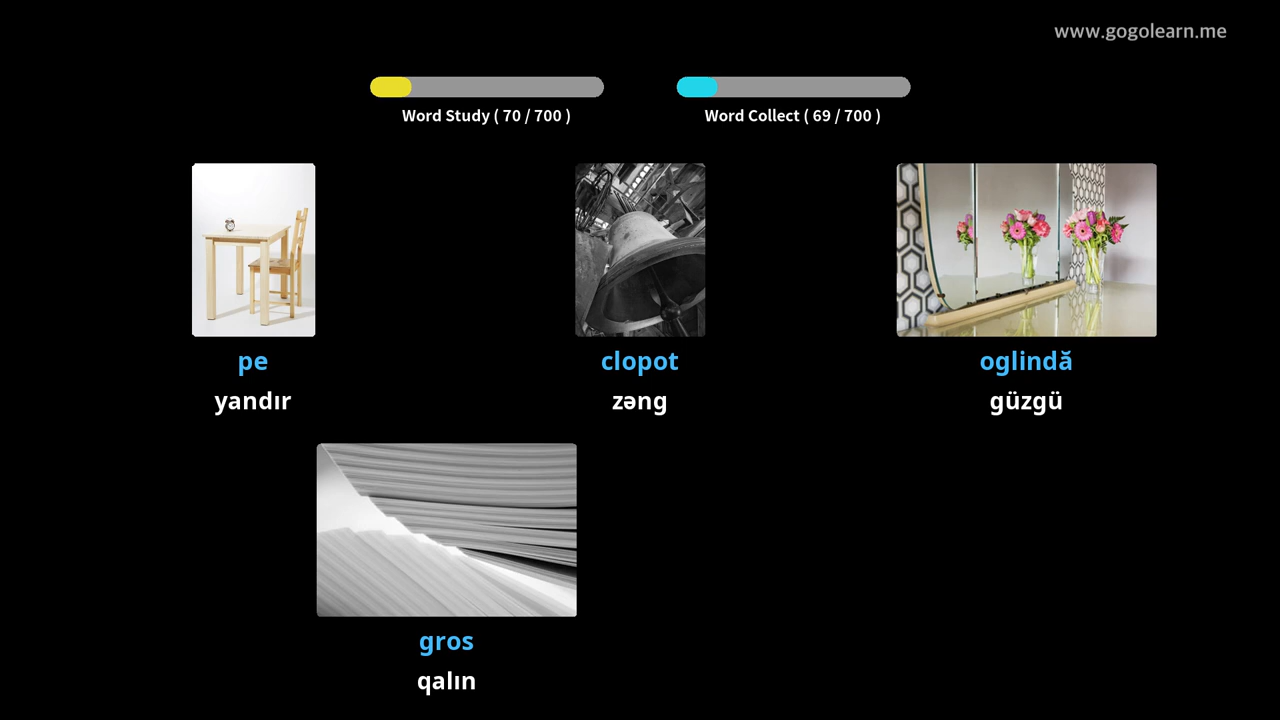 www.gogolearn.me
Word Study ( 70 / 700 )
Word Collect ( 69 / 700 )
pe
yandır
clopot
zəng
oglindă
güzgü
gros
qalın